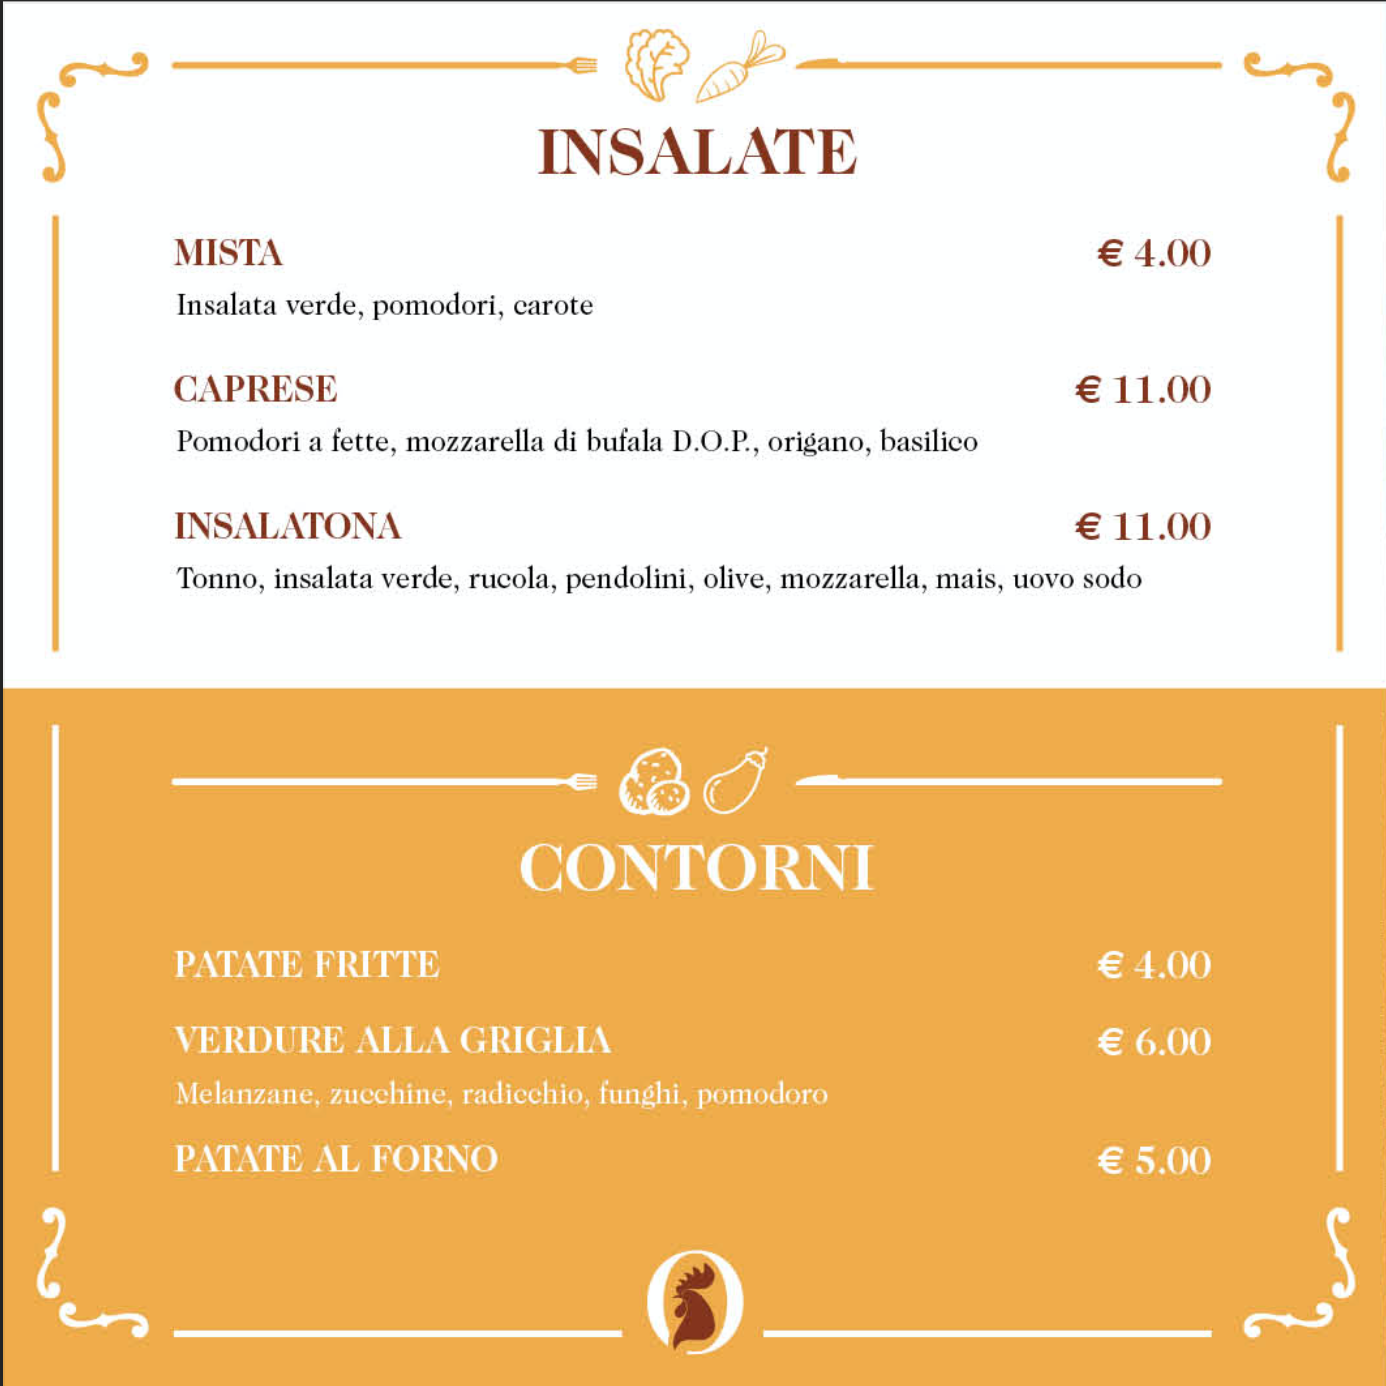 INSALATE
MISTA € 4.00
Insalata verde, pomodori, carote
CAPRESE € 11.00
Pomodori a fette, mozzarella di bufala D.O.P., origano, basilico
INSALATONA € 11.00
Tonno, insalata verde, rucola, pendolini, olive, mozzarella, mais, uovo sodo
CONTORNI
PATATE FRITTE € 4.00
VERDURE ALLA GRIGLIA € 6.00
Melanzane, zucchine, radicchio, funghi, pomodoro
PATATE AL FORNO € 5.00
O